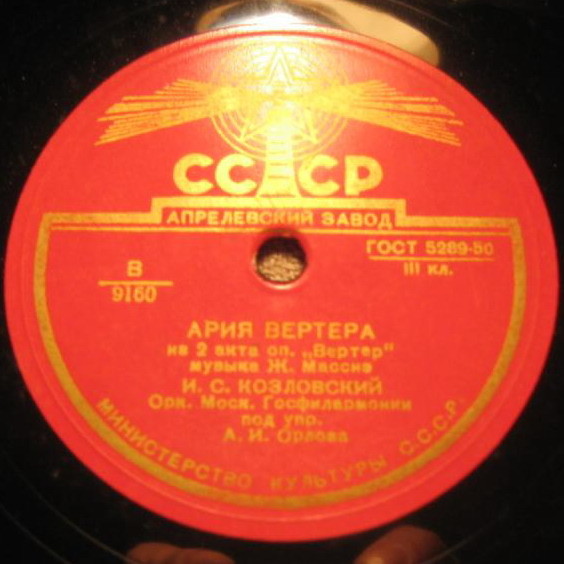 СССР
АПРЕЛЕВСКИЙ ЗАВОД
ГОСТ 5289-50
III кл.
В
9160
АРИЯ ВЕРТЕРА
из 2 акта оп. „Вертер"
музыка Ж. Массиэ
И. С. КОЗЛОВСКИЙ
Орк. Моск. Госфилармонии
под упр.
А. И. Орлова
МИНИСТЕРСТВО КУЛЬТУРЫ С.С.С.Р.